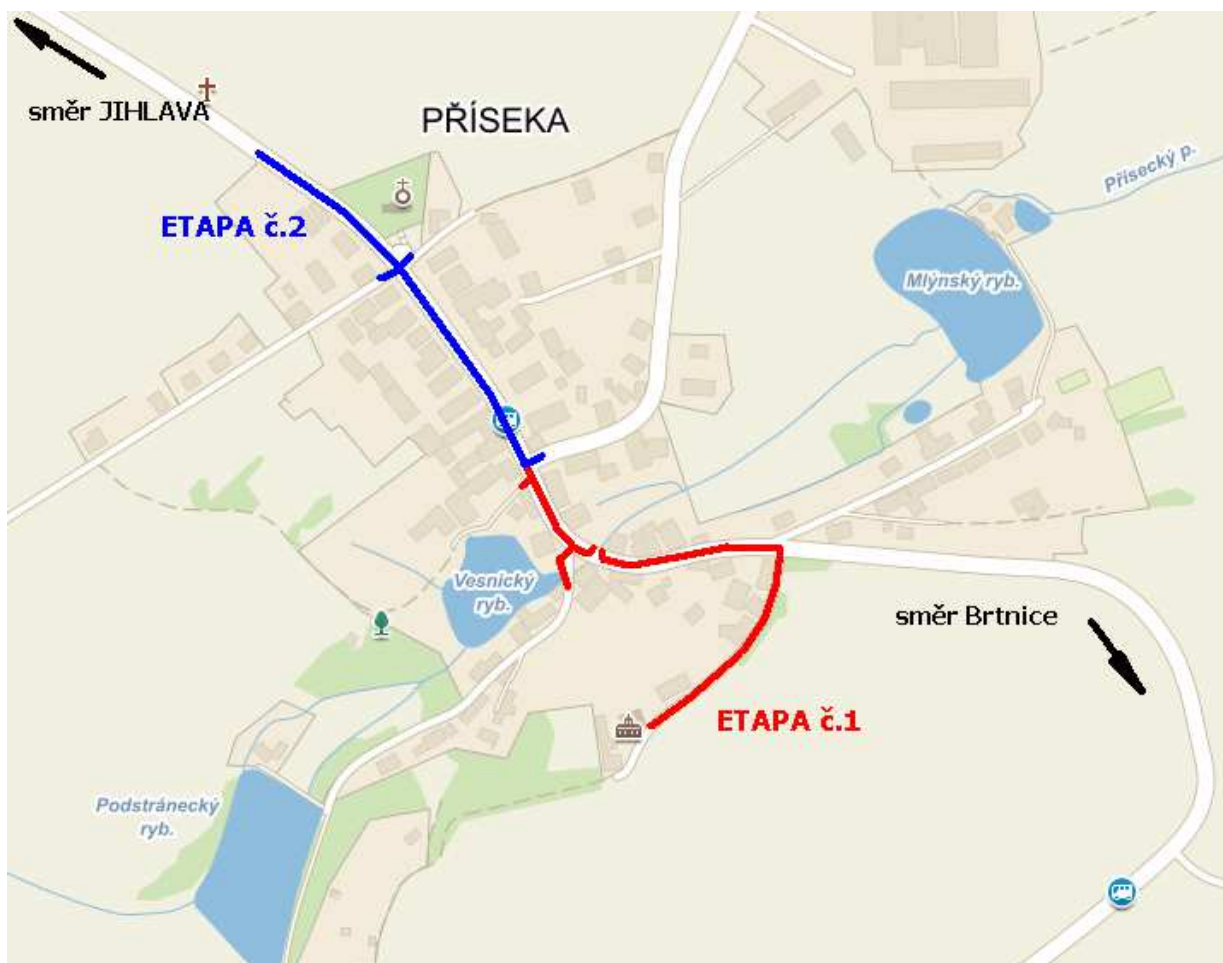 směr JIHLAVA
PŘÍSEKA
Přísecký p.
ETAPA č.2
Mlýnský ryb.
Vesnický
ryb.
směr Brtnice
ETAPA č.1
Podstránecký
ryb.